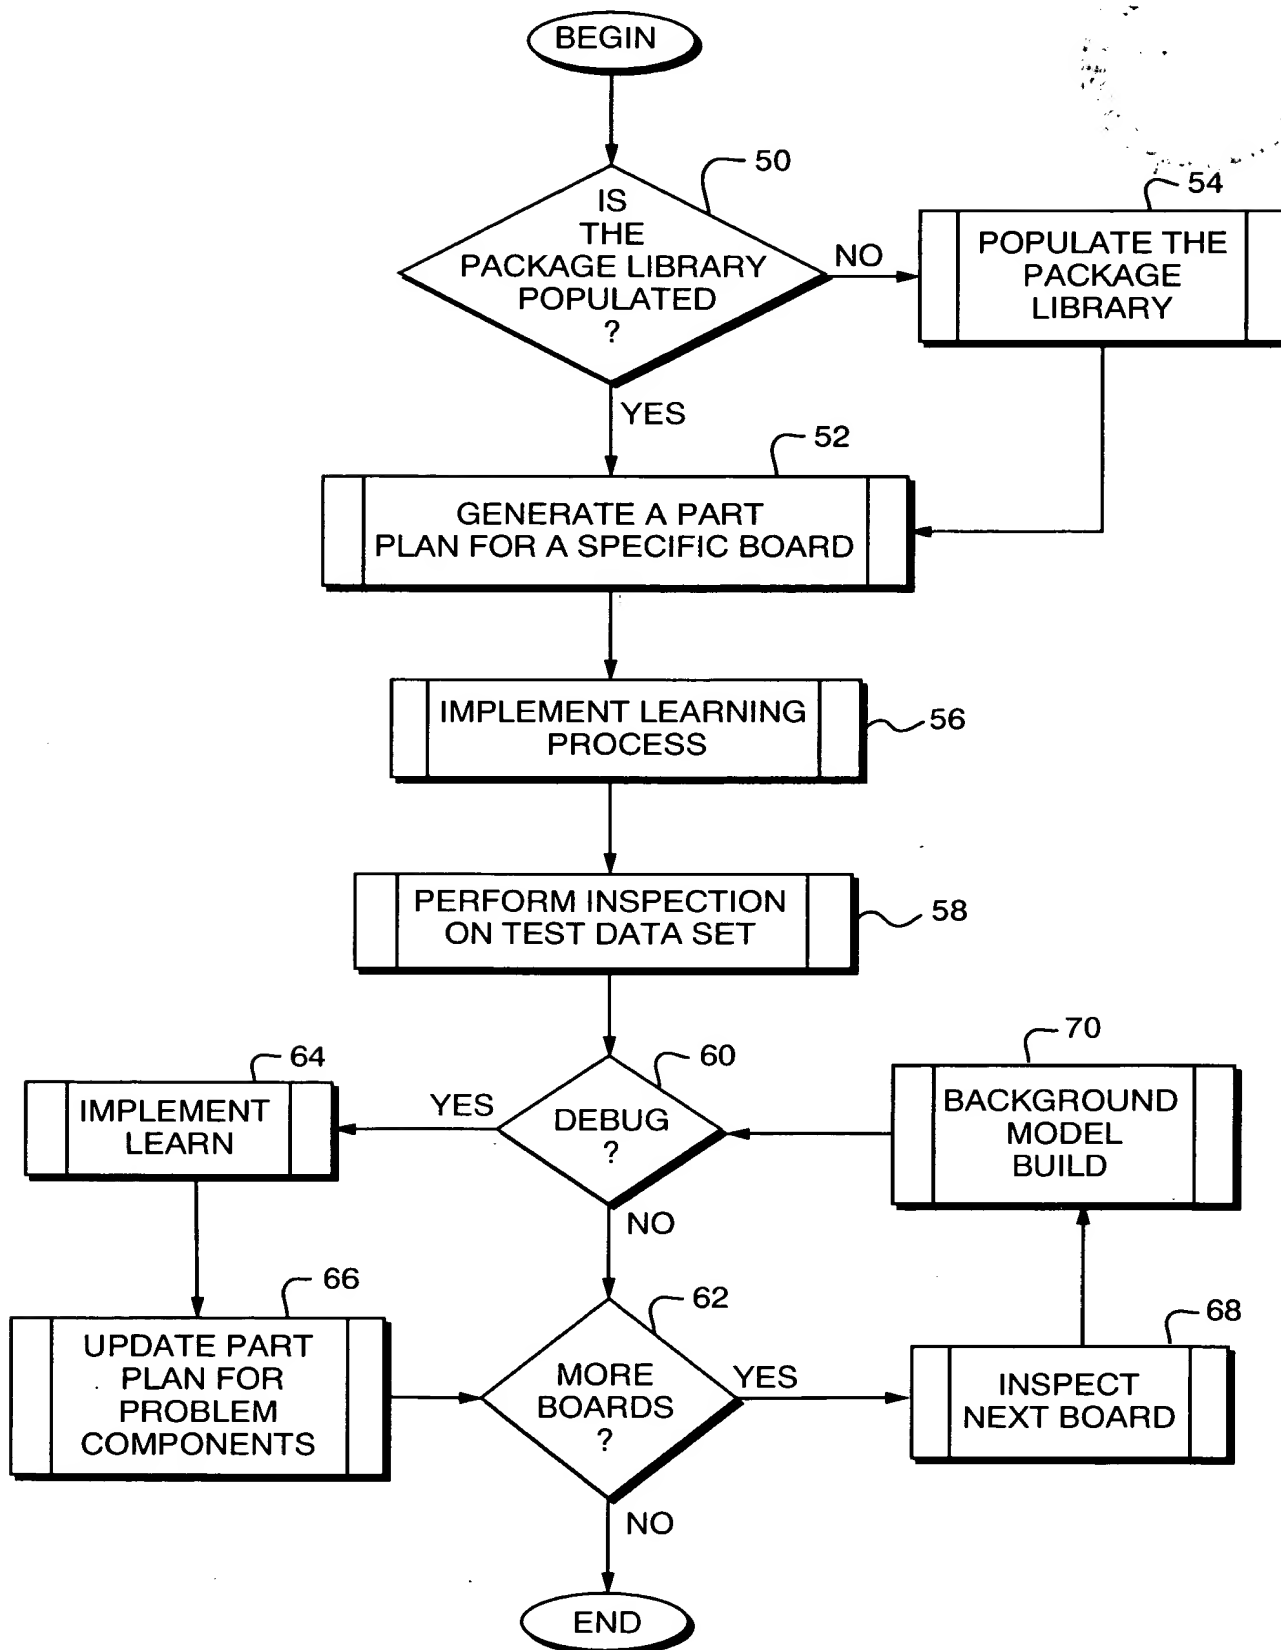 BEGIN
50
IS
THE
PACKAGE LIBRARY
POPULATED
?
NO
54
POPULATE THE
PACKAGE
LIBRARY
YES
52
GENERATE A PART
PLAN FOR A SPECIFIC BOARD
IMPLEMENT LEARNING
PROCESS
56
PERFORM INSPECTION
ON TEST DATA SET
58
60
DEBUG
?
YES
64
IMPLEMENT
LEARN
70
BACKGROUND
MODEL
BUILD
NO
66
UPDATE PART
PLAN FOR
PROBLEM
COMPONENTS
62
MORE
BOARDS
?
YES
68
INSPECT
NEXT BOARD
NO
END